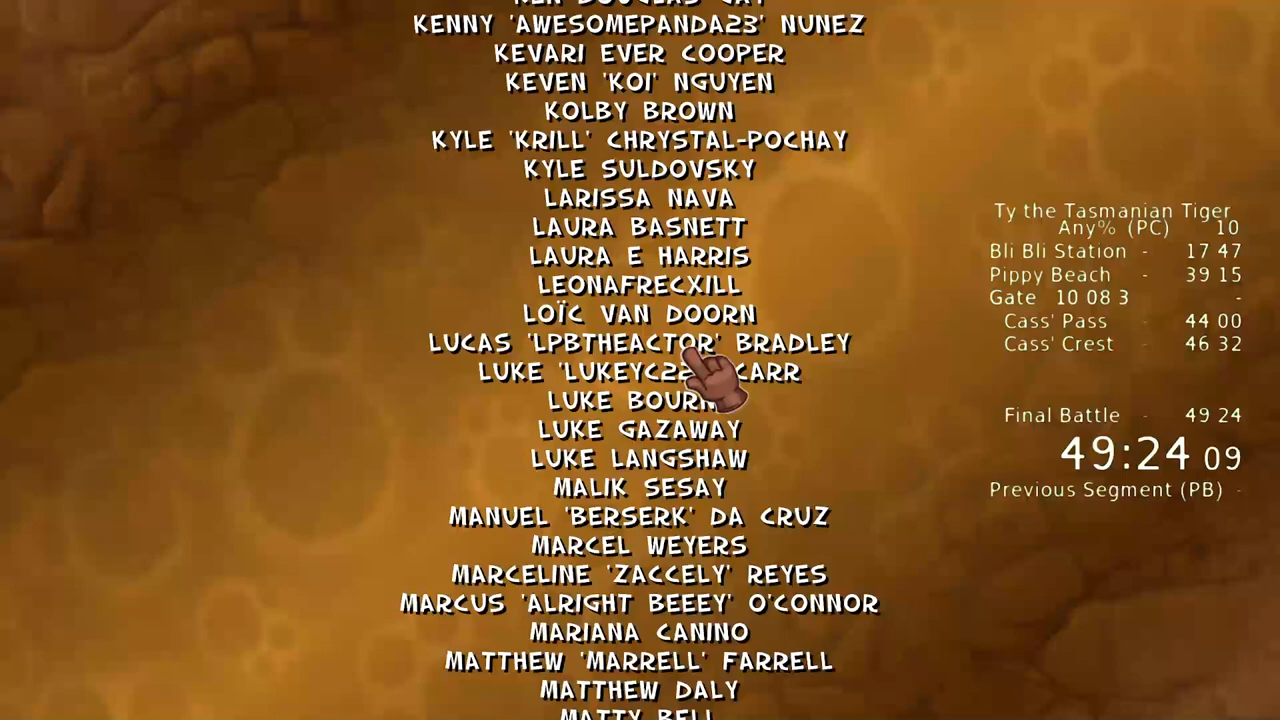 KEN DOUGLAS GAY
KENNY 'AWESOMEPANDA23' NUNEZ
KEVARI EVER COOPER
KEVEN 'KOI' NGUYEN
KOLBY BROWN
KYLE 'KRILL' CHRYSTAL-POCHAY
KYLE SULDOVSKY
LARISSA NAVA
LAURA BASNETT
LAURA E HARRIS
LEONAFRECXILL
LOÏC VAN DOORN
LUCAS 'LPBTHEACTOR' BRADLEY
LUKE CARR
LUKE
LUKE GAZAWAY
LUKE LANGSHAW
MALIK SESAY
MANUEL 'BERSERK' DA CRUZ
MARCEL WEYERS
MARCELINE 'ZACCELY' REYES
MARCUS 'ALRIGHT BEEEY' O'CONNOR
MARIANA CANINO
MATTHEW 'MARRELL' FARRELL
MATTHEW DALY
MATTY BELL
Ty the Tasmanian Tiger
Any% (PC) 10
Bli Bli Station - 17 47
Pippy Beach - 39 15
Gate 10 08 3 -
Cass' Pass - 44 00
Cass' Crest - 46 32
Final Battle - 49 24
49:24 09
Previous Segment (PB) -